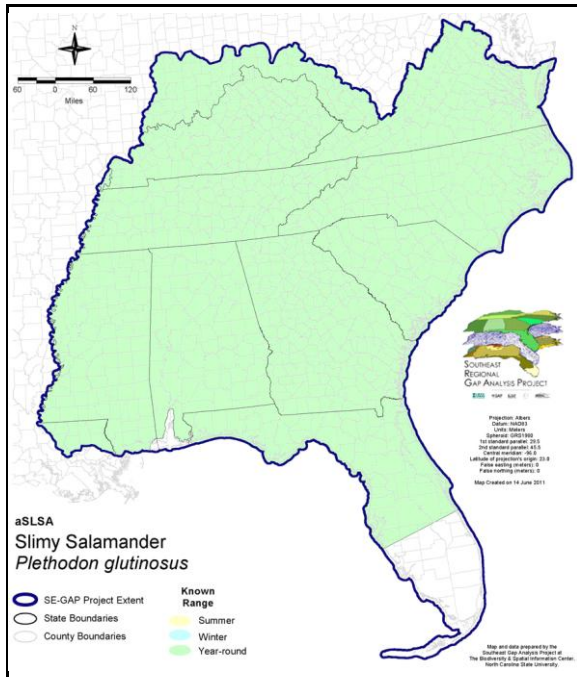 N
60 0 60 120
Miles
SOUTHEAST
REGIONAL
GAP ANALYSIS PROJECT
Projection: Albers
Datum: NAD83
Units: Meters
Spheroid: GRS1980
1st standard parallel: 29.5
2nd standard parallel: 45.5
Central meridian: -96.0
Latitude of projection's origin: 23.0
False easting (meters): 0
False northing (meters): 0
Map Created on 14 June 2011
aSLSA
Slimy Salamander
Plethodon glutinosus
SE-GAP Project Extent
State Boundaries
County Boundaries
Known
Range
Summer
Winter
Year-round
Map and data prepared by the
Southeast Gap Analysis Project at
The Biodiversity & Spatial Information Center,
North Carolina State University.